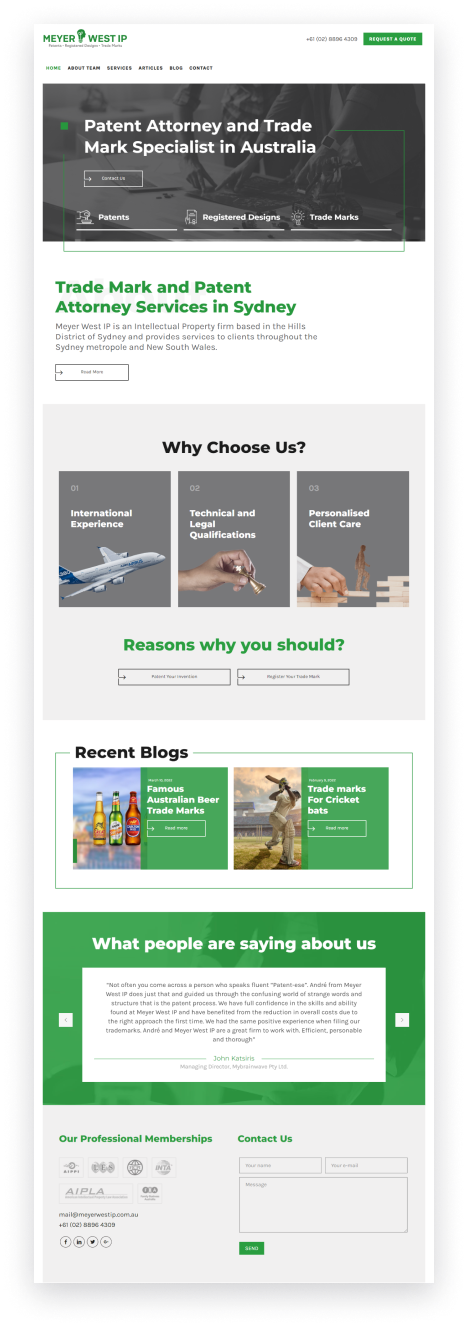 MEYER WEST IP
Patents • Registered Designs • Trade Marks
+61 (02) 8896 4309
REQUEST A QUOTE
HOME ABOUT TEAM SERVICES ARTICLES BLOG CONTACT
Patent Attorney and Trade
Mark Specialist in Australia
Contact Us
Patents
Registered Designs
Trade Marks
Trade Mark and Patent
Attorney Services in Sydney
Meyer West IP is an Intellectual Property firm based in the Hills
District of Sydney and provides services to clients throughout the
Sydney metropole and New South Wales.
Read More
Why Choose Us?
01
International
Experience
02
Technical and
Legal
Qualifications
03
Personalised
Client Care
Reasons why you should?
Patent Your Invention
Register Your Trade Mark
Recent Blogs
Famous
Australian Beer
Trade Marks
Read more
Trade marks
For Cricket
bats
Read more
What people are saying about us
"Not often you come across a person who speaks fluent "Patent-ese". André from Meyer
West IP does just that and guided us through the confusing world of strange words and
structure that is the patent process. We have full confidence in the skills and ability
found at Meyer West IP and have benefited from the reduction in overall costs due to
the right approach the first time. We had the same positive experience when filing our
trademarks. André and Meyer West IP are a great firm to work with. Efficient, personable
and thorough"
John Katsiris
Managing Director, Mybrainwave Pty Ltd.
Our Professional Memberships
AIPPI
INTA
AIPLA
mail@meyerwestip.com.au
+61 (02) 8896 4309
Contact Us
Your name
Your e-mail
Message
SEND